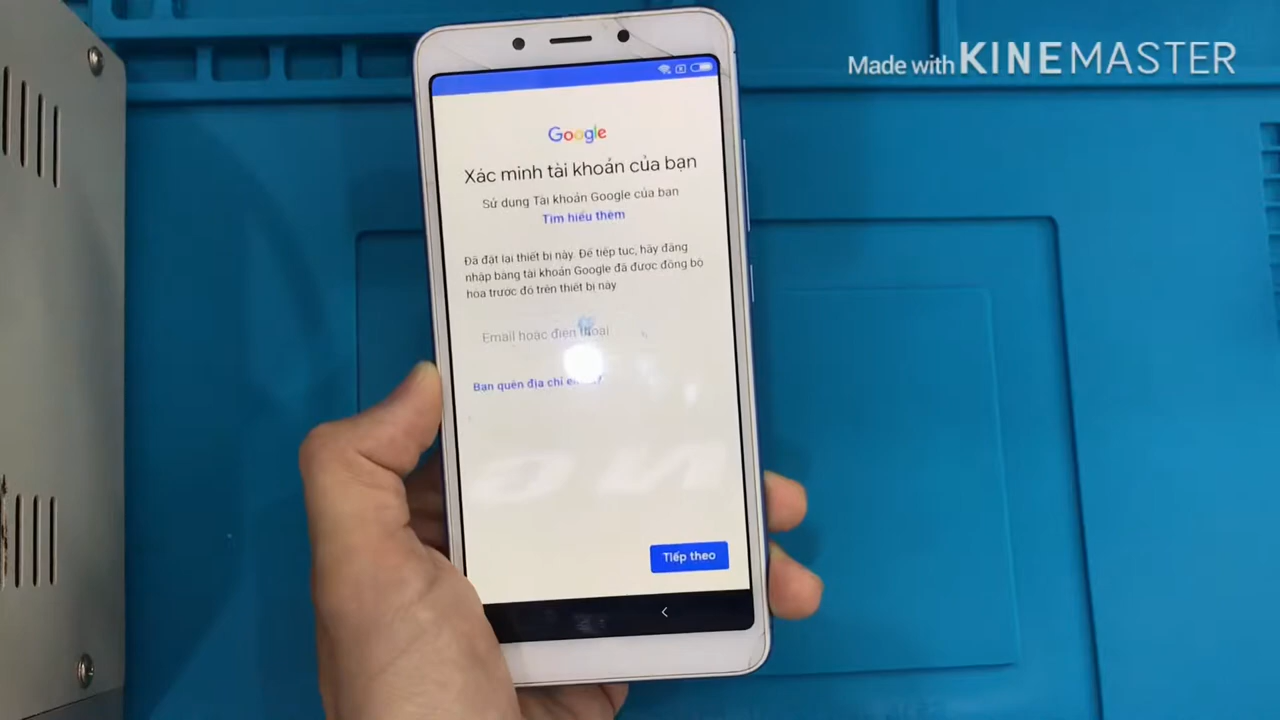 Made with KINEMASTER
Google
Xác minh tài khoản của bạn
Sử dụng Tài khoản Google của bạn
Tìm hiểu thêm
Đã đặt lại thiết bị này. Để tiếp tục, hãy đăng
nhập bằng tài khoản Google đã được đồng bộ
hóa trước đó trên thiết bị này
Email hoặc điện thoại
Bạn quên địa chỉ
Tiếp theo